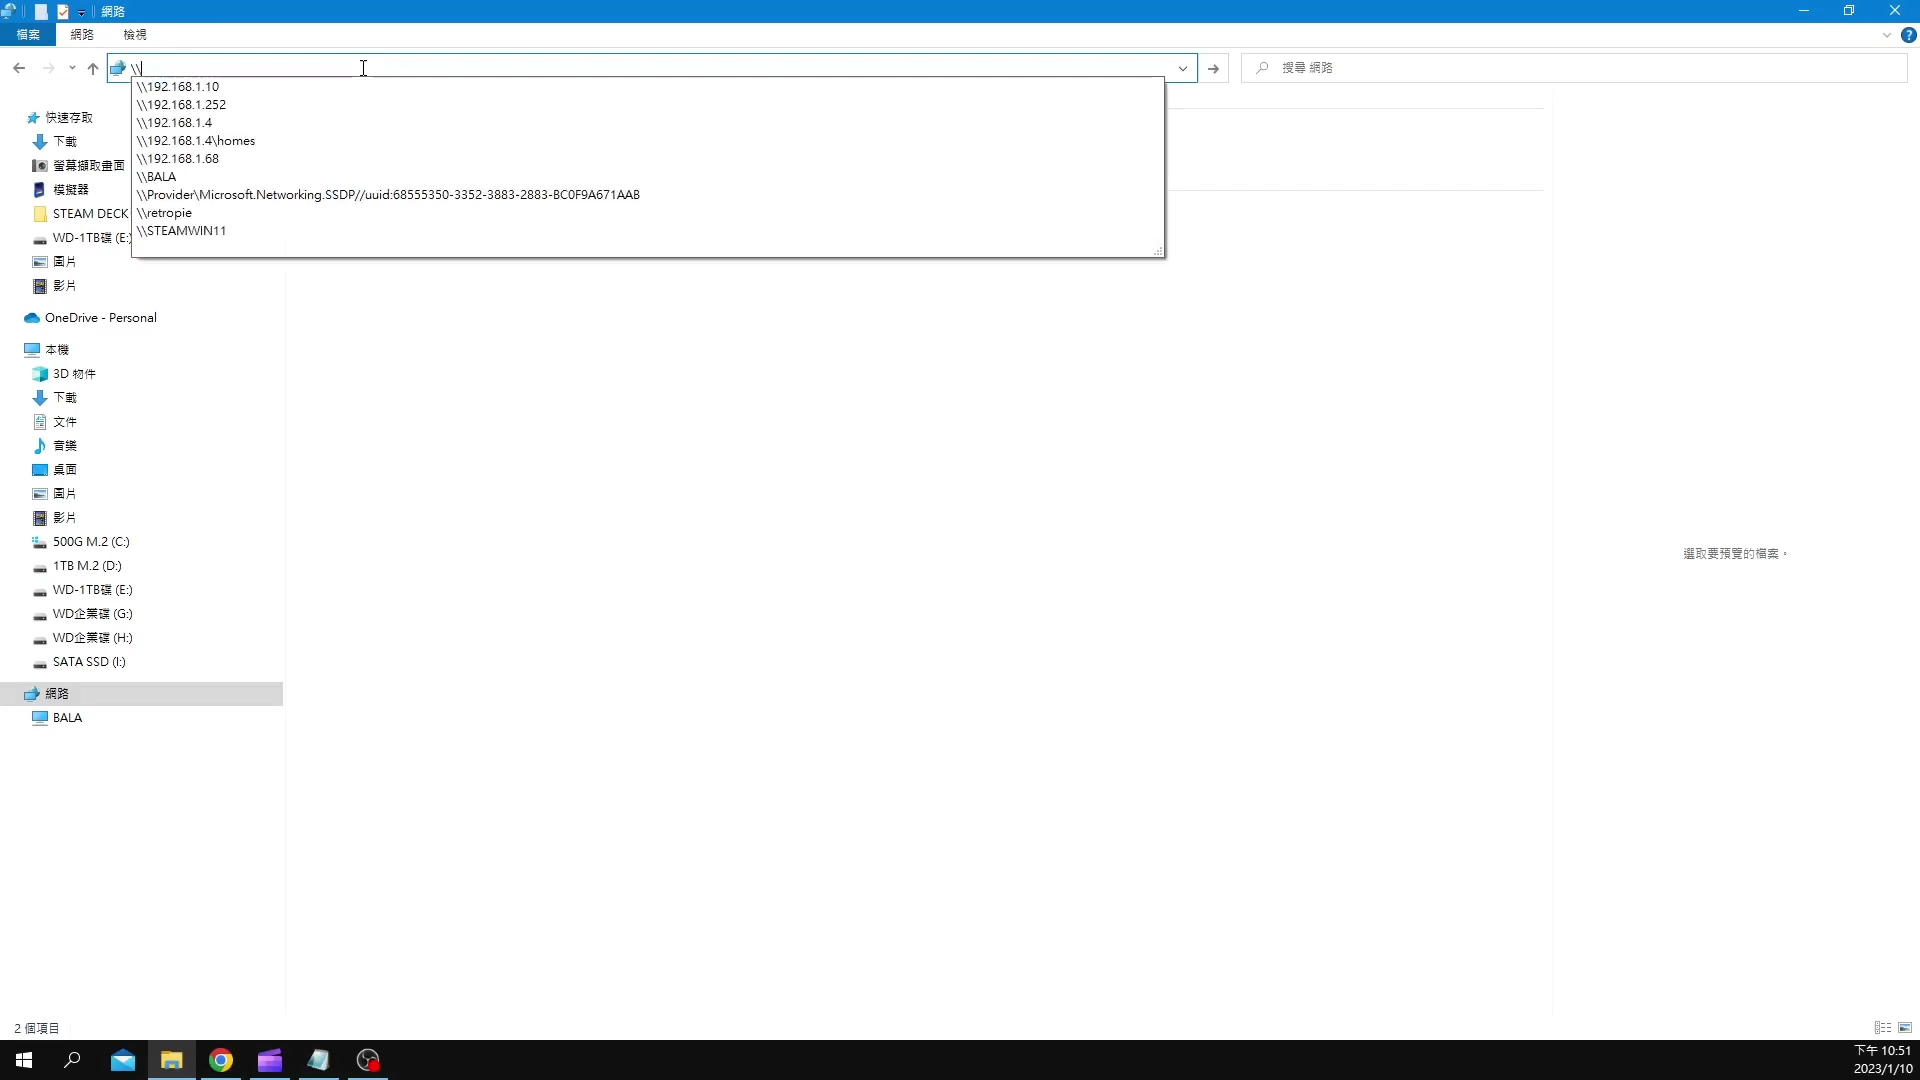 網路
檔案 網路 檢視
\\
搜尋 網路
\\192.168.1.10
\\192.168.1.252
\\192.168.1.4
\\192.168.1.4\homes
\\192.168.1.68
\\BALA
\\Provider\Microsoft.Networking.SSDP//uuid:68555350-3352-3883-2883-BC0F9A671AAB
\\retropie
\\STEAMWIN11
快速存取
下載
螢幕擷取畫面
模擬器
STEAM DECK
WD-1TB碟 (E:)
圖片
影片
OneDrive - Personal
本機
3D 物件
下載
文件
音樂
桌面
圖片
影片
500G M.2 (C:)
1TB M.2 (D:)
WD-1TB碟 (E:)
WD企業碟 (G:)
WD企業碟 (H:)
SATA SSD (I:)
網路
BALA
選取要預覽的檔案。
2 個項目
下午 10:51
2023/1/10